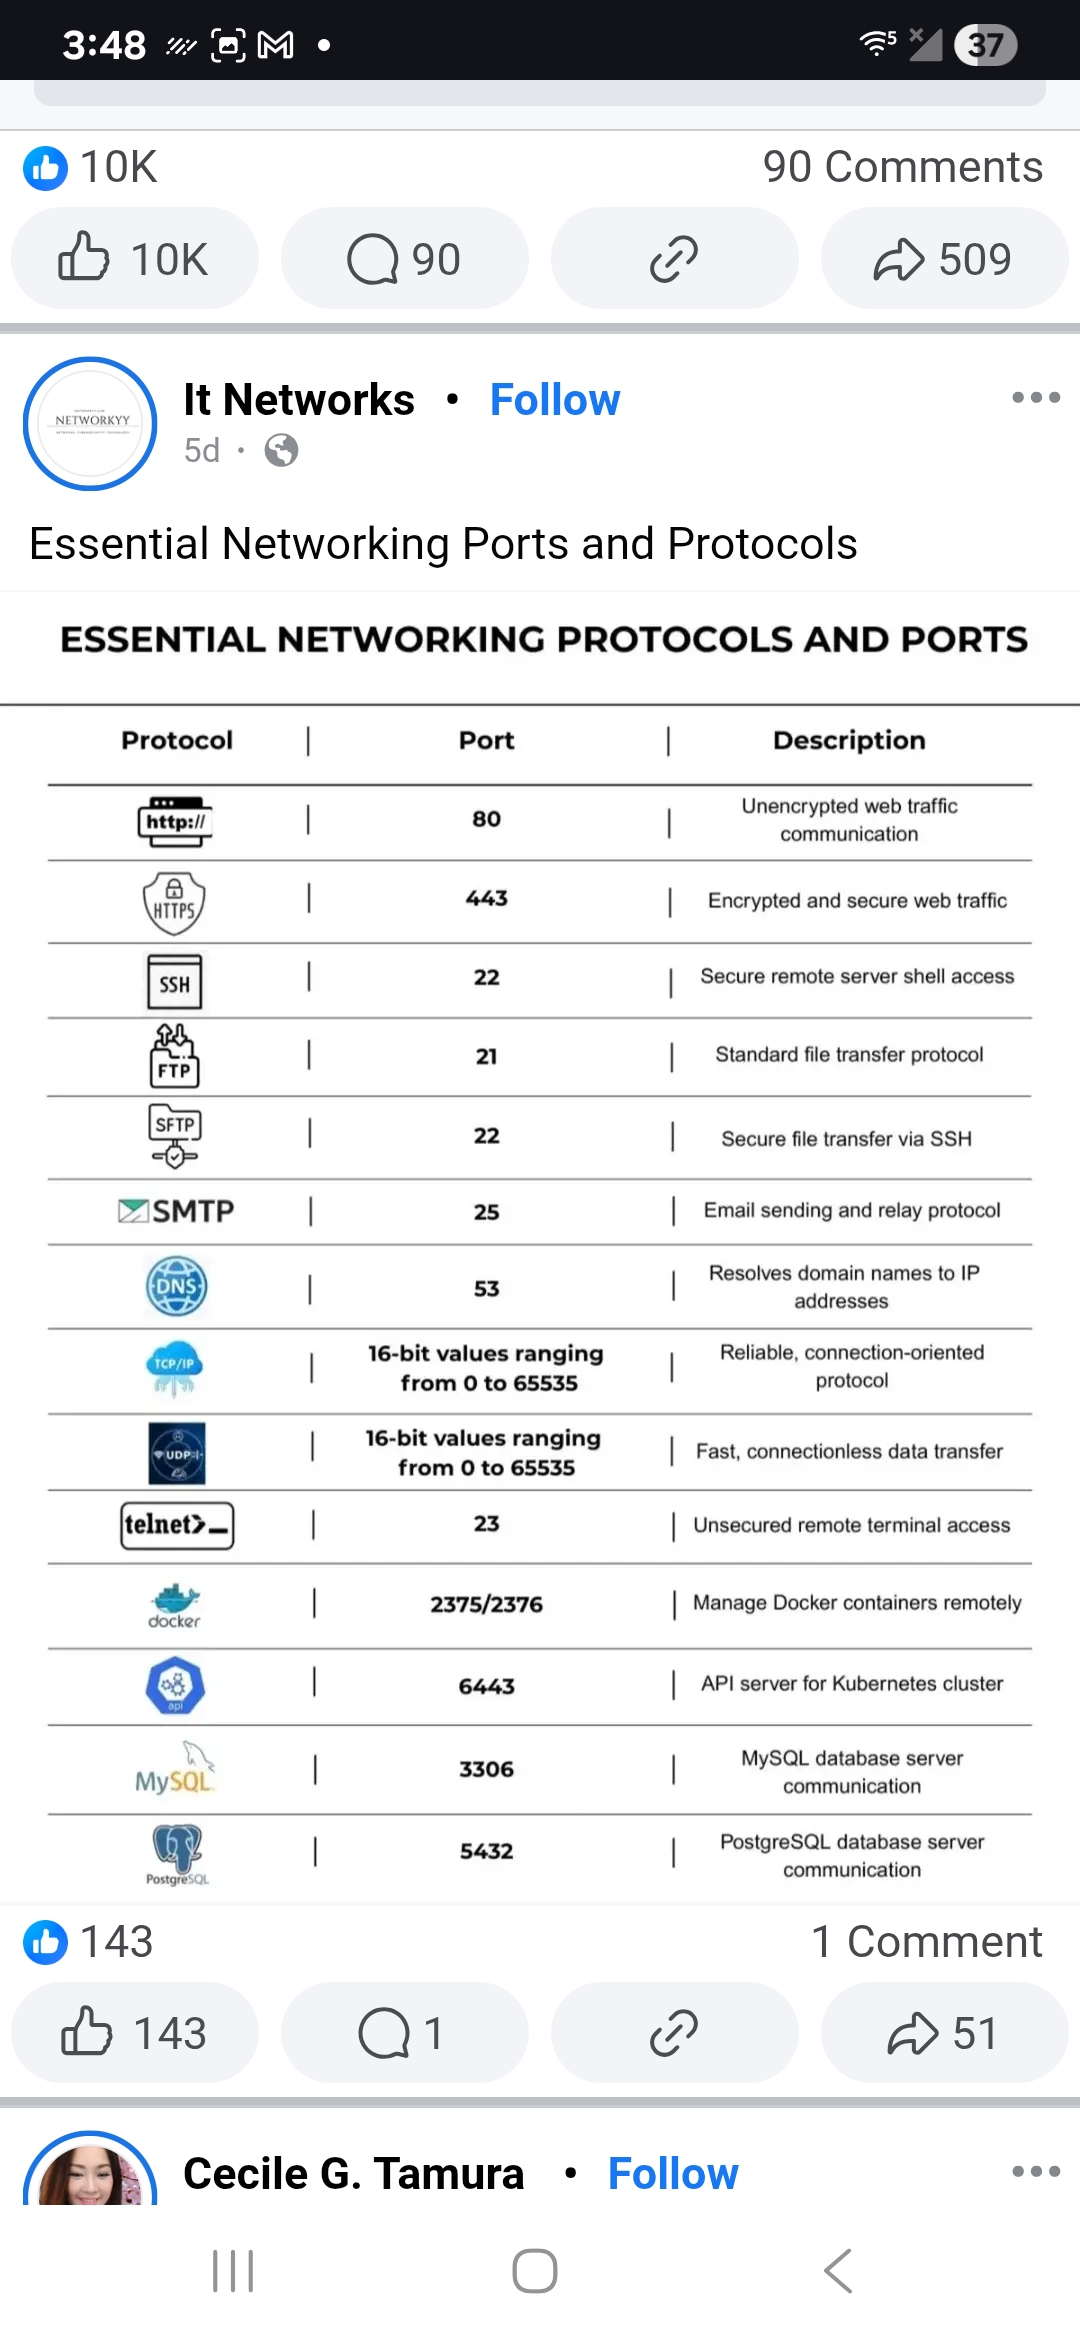 3:48
5
37
10K
90 Comments
10K
90
509
NETWORKYY
It Networks • Follow
5d •
Essential Networking Ports and Protocols
ESSENTIAL NETWORKING PROTOCOLS AND PORTS
Protocol | Port | Description
http:// | 80 | Unencrypted web traffic
communication
HTTPS | 443 | Encrypted and secure web traffic
SSH | 22 | Secure remote server shell access
FTP | 21 | Standard file transfer protocol
SFTP | 22 | Secure file transfer via SSH
SMTP | 25 | Email sending and relay protocol
DNS | 53 | Resolves domain names to IP
addresses
TCP/IP | 16-bit values ranging
from 0 to 65535 | Reliable, connection-oriented
protocol
UDP | 16-bit values ranging
from 0 to 65535 | Fast, connectionless data transfer
telnet>_ | 23 | Unsecured remote terminal access
docker | 2375/2376 | Manage Docker containers remotely
api | 6443 | API server for Kubernetes cluster
MySQL | 3306 | MySQL database server
communication
PostgreSQL | 5432 | PostgreSQL database server
communication
143
1 Comment
143
1
51
Cecile G. Tamura • Follow